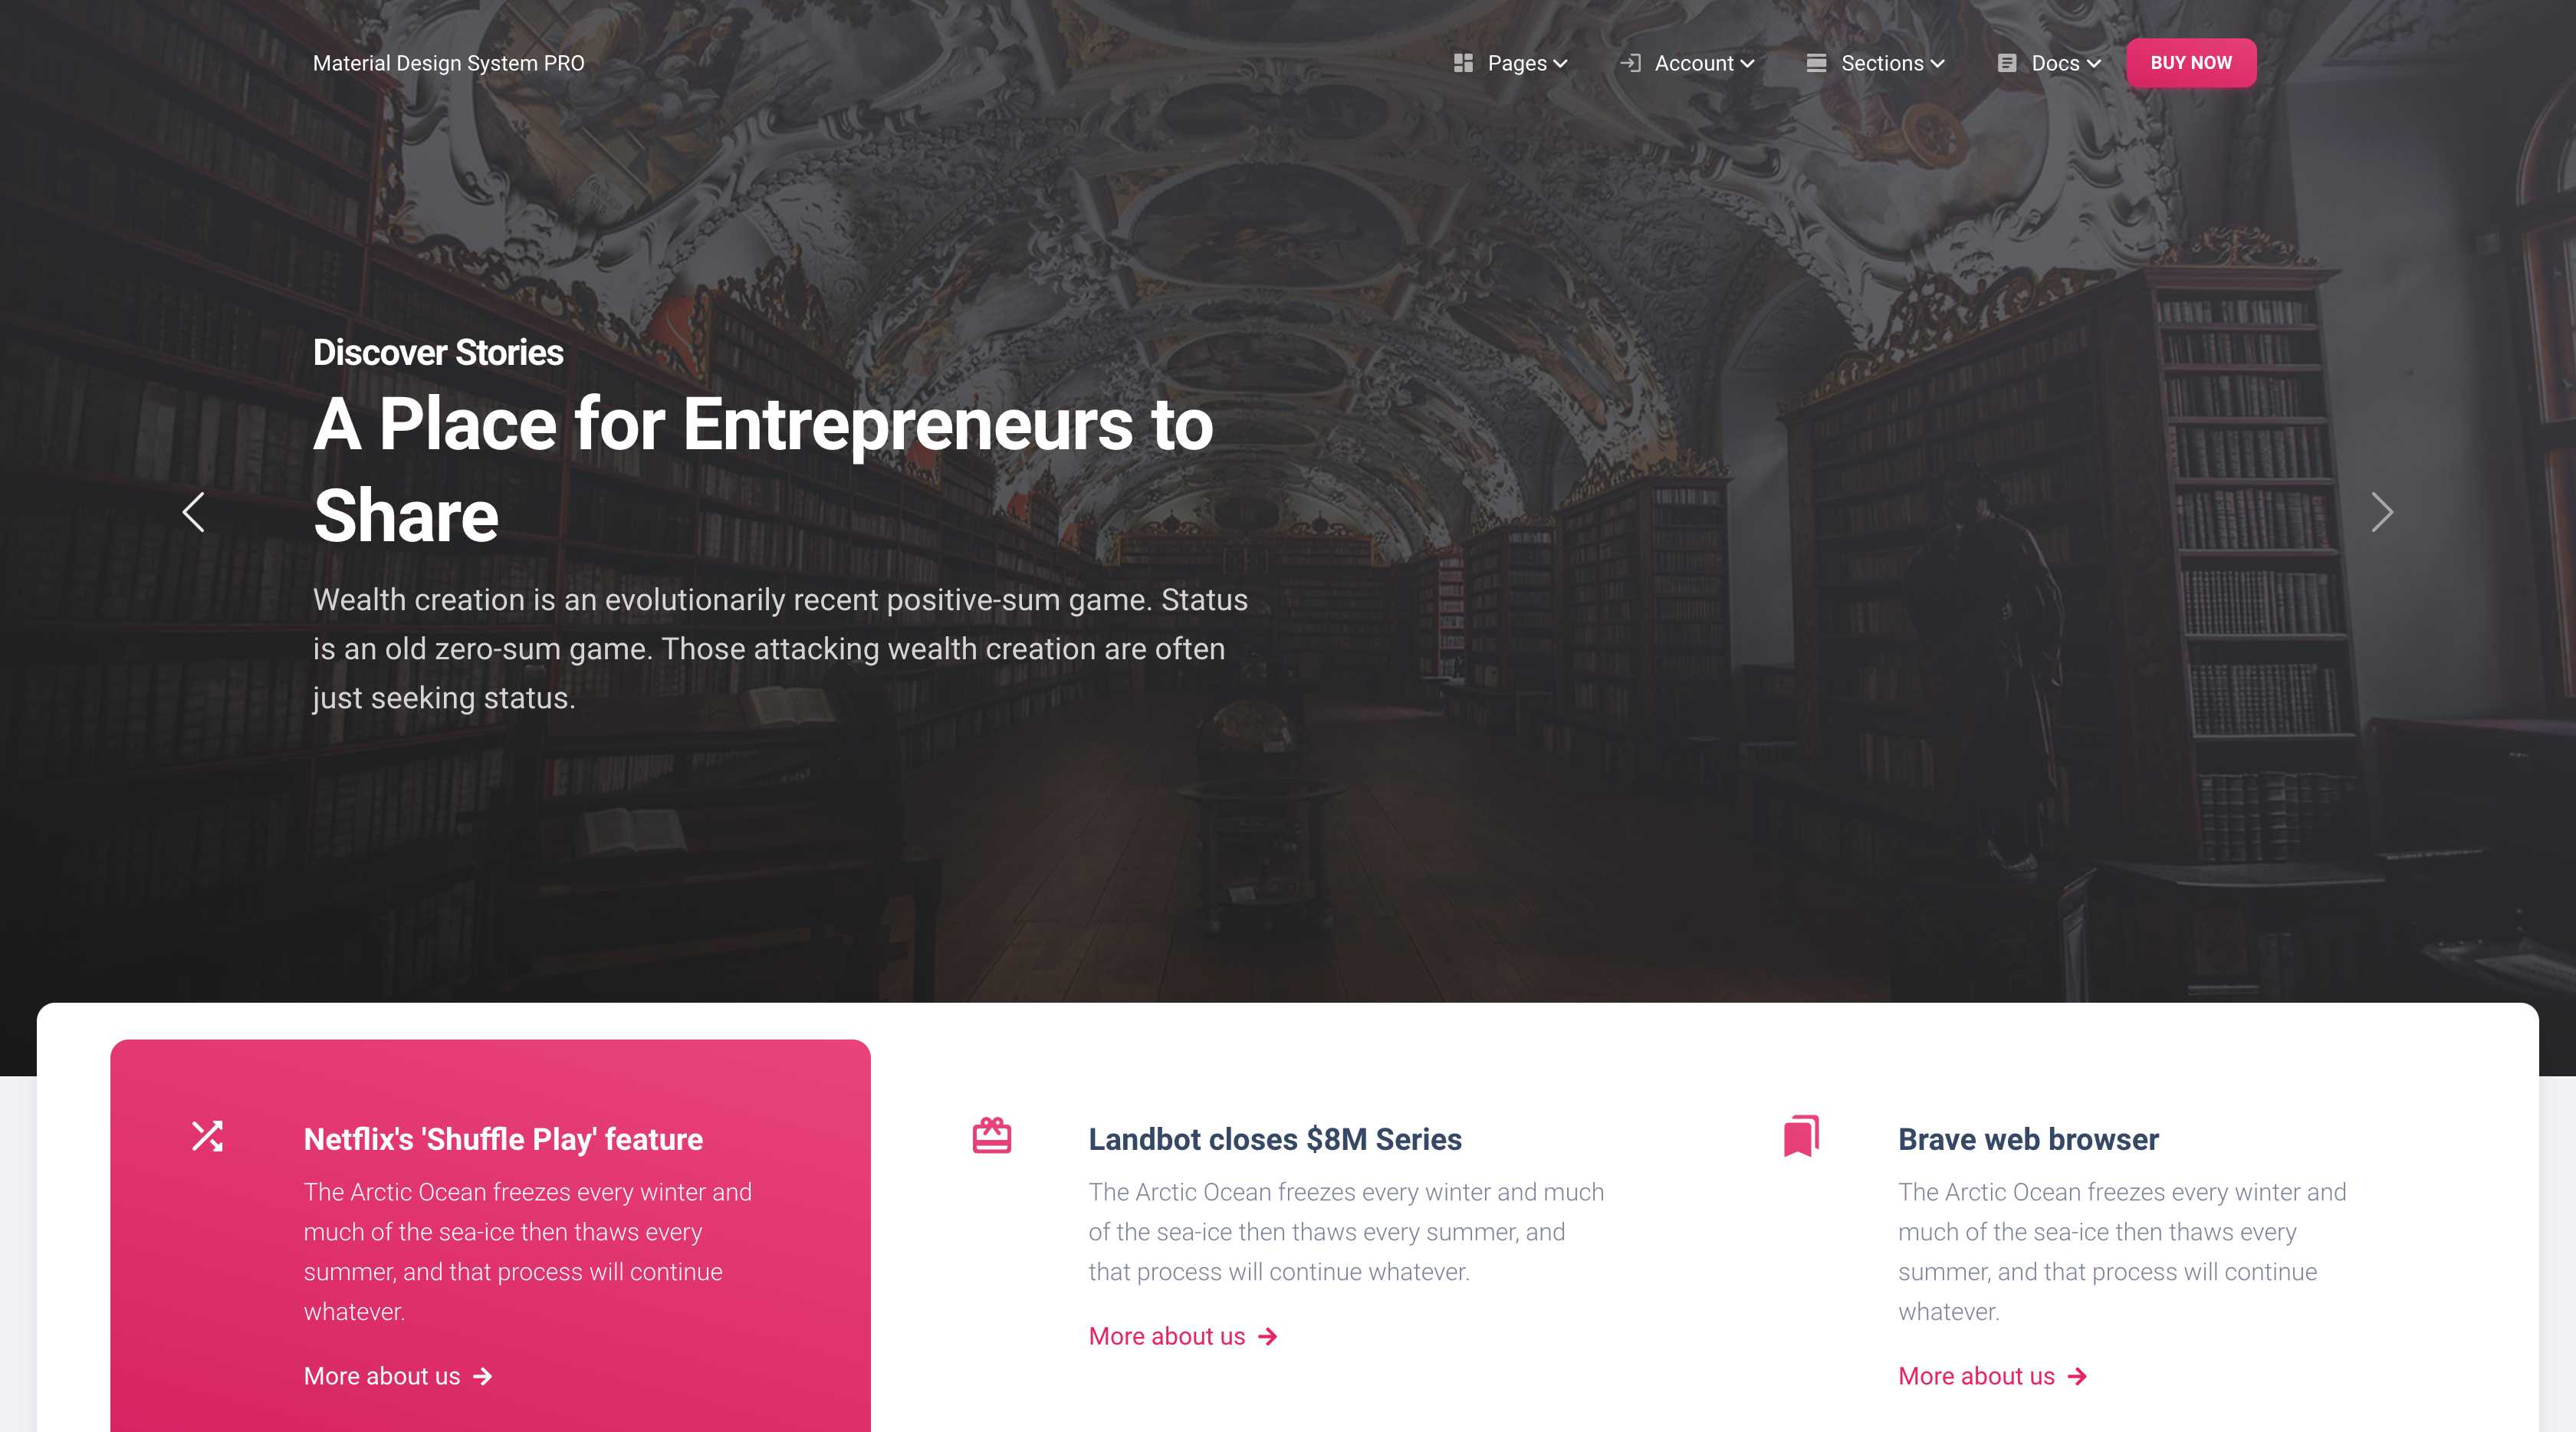 Material Design System PRO
Pages
Account
Sections
Docs
BUY NOW
Discover Stories
A Place for Entrepreneurs to
Share
Wealth creation is an evolutionarily recent positive-sum game. Status
is an old zero-sum game. Those attacking wealth creation are often
just seeking status.
Netflix's 'Shuffle Play' feature
The Arctic Ocean freezes every winter and
much of the sea-ice then thaws every
summer, and that process will continue
whatever.
More about us
Landbot closes $8M Series
The Arctic Ocean freezes every winter and much
of the sea-ice then thaws every summer, and
that process will continue whatever.
More about us
Brave web browser
The Arctic Ocean freezes every winter and
much of the sea-ice then thaws every
summer, and that process will continue
whatever.
More about us